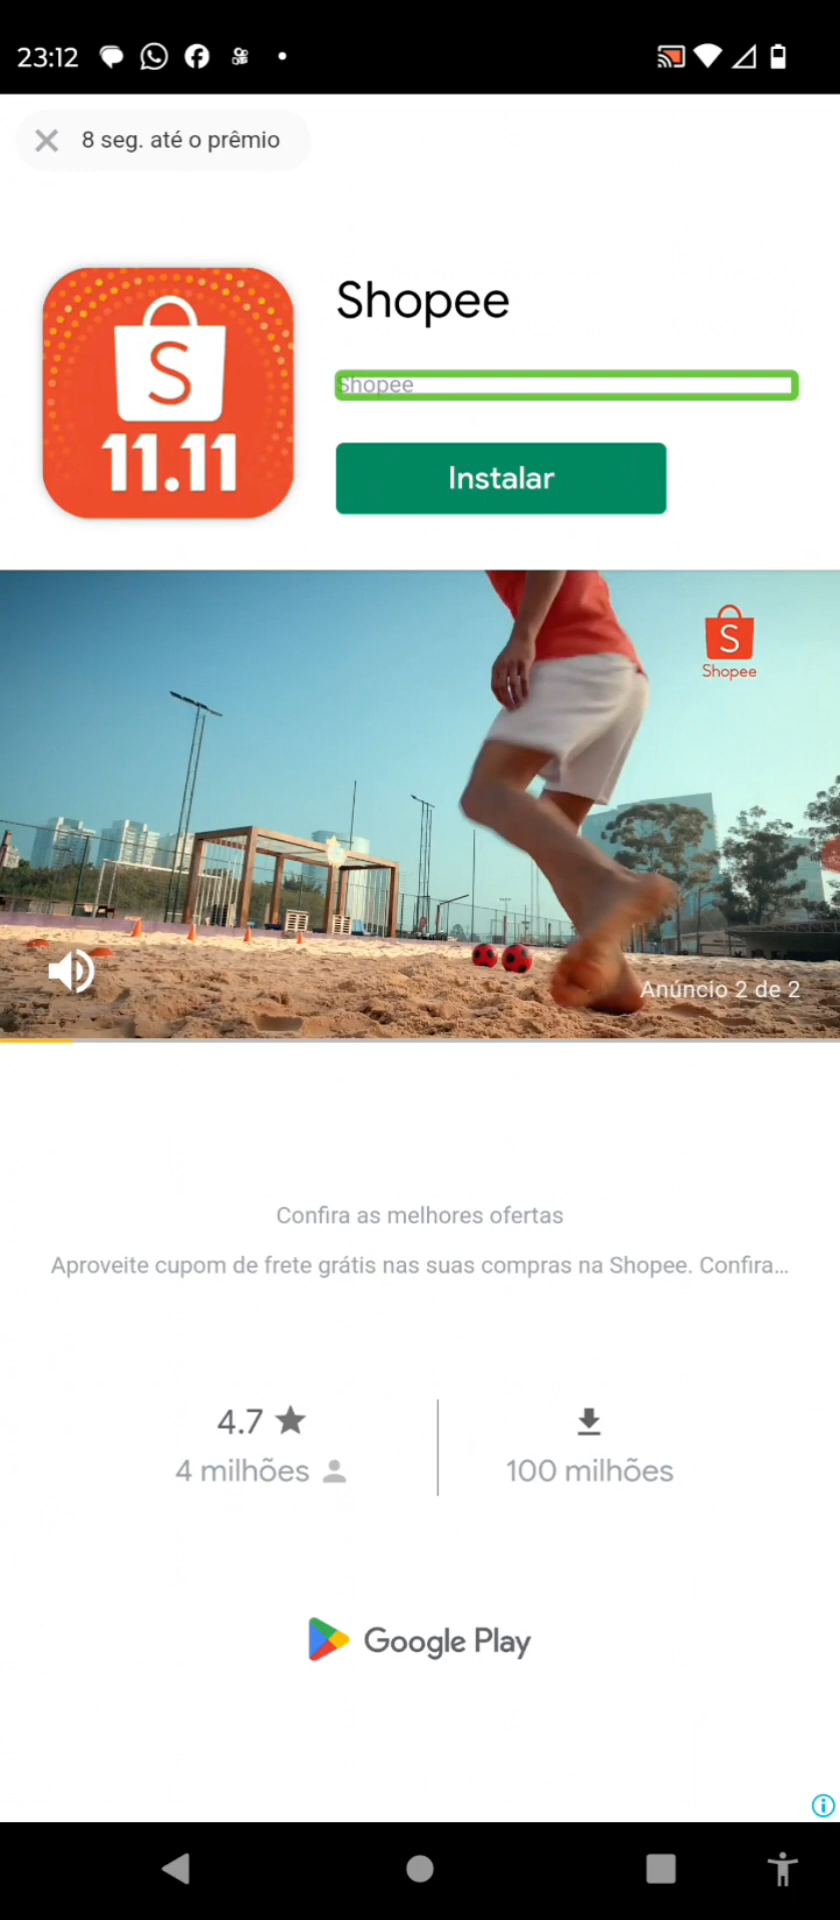 23:12
8 seg. até o prêmio
Shopee
Shopee
Instalar
S
11.11
S
Shopee
Anúncio 2 de 2
Confira as melhores ofertas
Aproveite cupom de frete grátis nas suas compras na Shopee. Confira...
4.7
4 milhões
100 milhões
Google Play